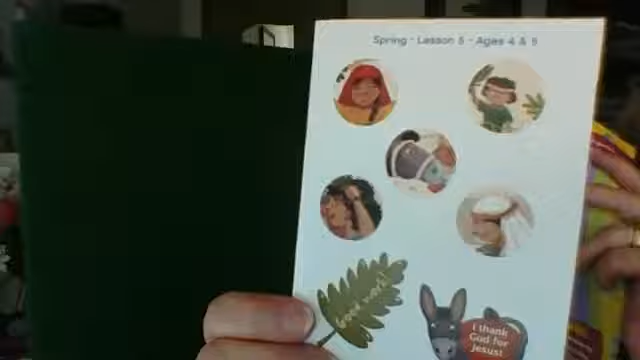 Spring - Lesson 5 - Ages 4 & 5
Good work!
I thank
God for
Jesus!